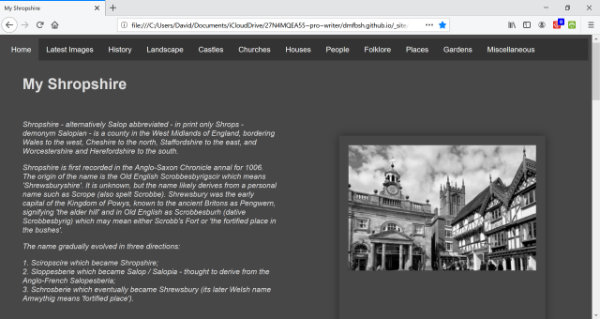 My Shropshire
file:///C:/Users/David/Documents/iCloudDrive/27N4MQEA55~pro~writer/dmfbsh.github.io/_site
Home Latest Images History Landscape Castles Churches Houses People Folklore Places Gardens Miscellaneous
My Shropshire
Shropshire - alternatively Salop abbreviated - in print only Shrops -
demonym Salopian - is a county in the West Midlands of England, bordering
Wales to the west, Cheshire to the north, Staffordshire to the east, and
Worcestershire and Herefordshire to the south.
Shropshire is first recorded in the Anglo-Saxon Chronicle annal for 1006.
The origin of the name is the Old English Scrobbesbyrigscir which means
'Shrewsburyshire'. It is unknown, but the name likely derives from a personal
name such as Scrope (also spelt Scrobbe). Shrewsbury was the early
capital of the Kingdom of Powys, known to the ancient Britons as Pengwern,
signifying 'the alder hill' and in Old English as Scrobbesburh (dative
Scrobbesbyrig) which may mean either Scrobb's Fort or 'the fortified place in
the bushes'.
The name gradually evolved in three directions:
1. Sciropscire which became Shropshire;
2. Sloppesberie which became Salop / Salopia - thought to derive from the
Anglo-French Salopesberia;
3. Schrosberie which eventually became Shrewsbury (its later Welsh name
Amwythig means 'fortified place').